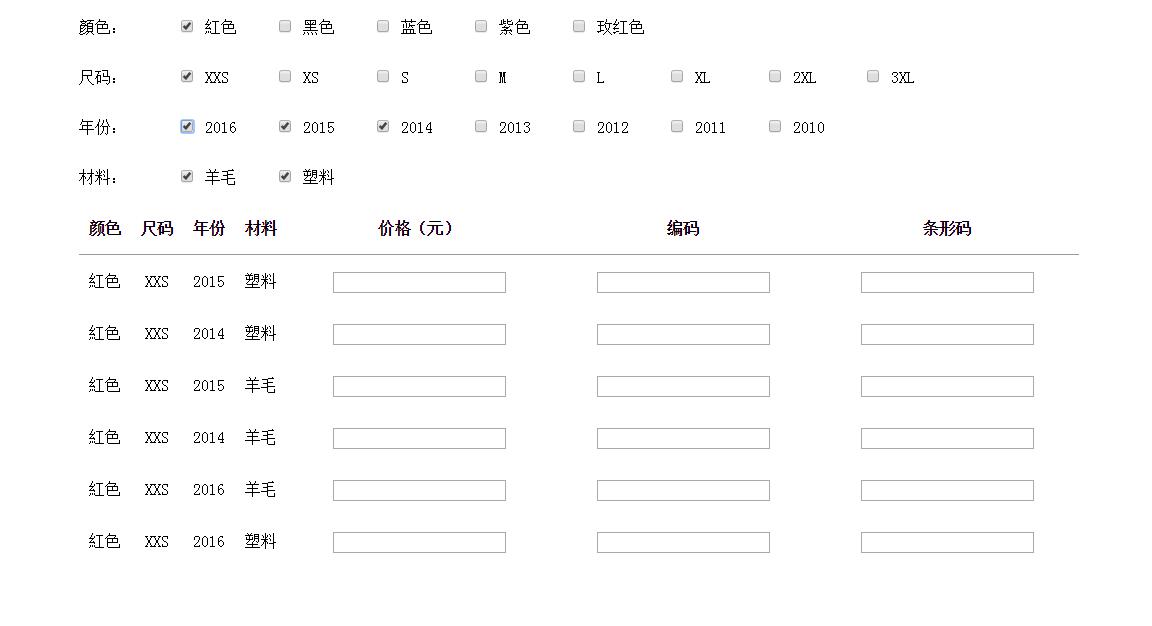 颜色： 红色 黑色 蓝色 紫色 玫红色
尺码： XXS XS S M L XL 2XL 3XL
年份： 2016 2015 2014 2013 2012 2011 2010
材料： 羊毛 塑料
颜色 尺码 年份 材料 价格（元） 编码 条形码
红色 XXS 2015 塑料
红色 XXS 2014 塑料
红色 XXS 2015 羊毛
红色 XXS 2014 羊毛
红色 XXS 2016 羊毛
红色 XXS 2016 塑料